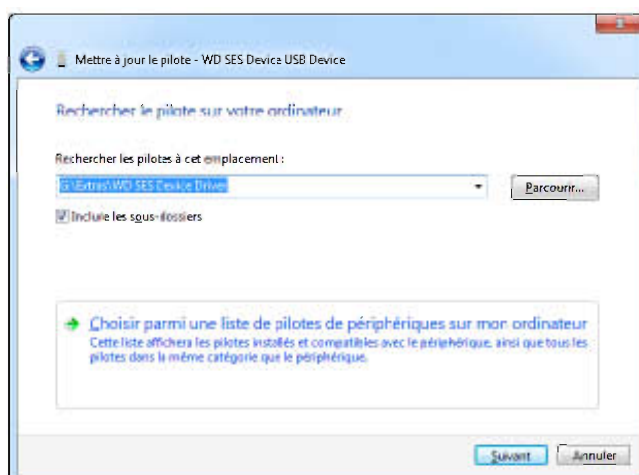 Mettre à jour le pilote - WD SES Device USB Device
Rechercher le pilote sur votre ordinateur
Rechercher les pilotes à cet emplacement :
G:\Extras\WD SES Device Driver
Parcourir...
Inclure les sous-dossiers
Choisir parmi une liste de pilotes de périphériques sur mon ordinateur
Cette liste affichera les pilotes installés et compatibles avec le périphérique, ainsi que tous les
pilotes dans la même catégorie que le périphérique.
Suivant
Annuler